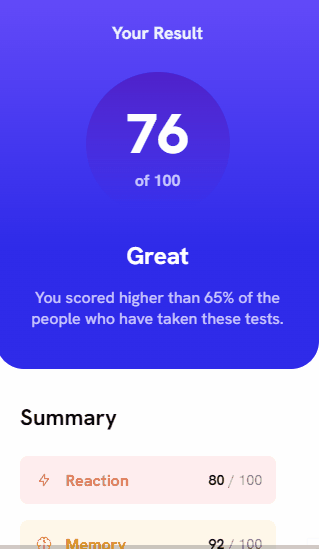 Your Result
76
of 100
Great
You scored higher than 65% of the
people who have taken these tests.
Summary
Reaction 80 / 100
Memory 92 / 100